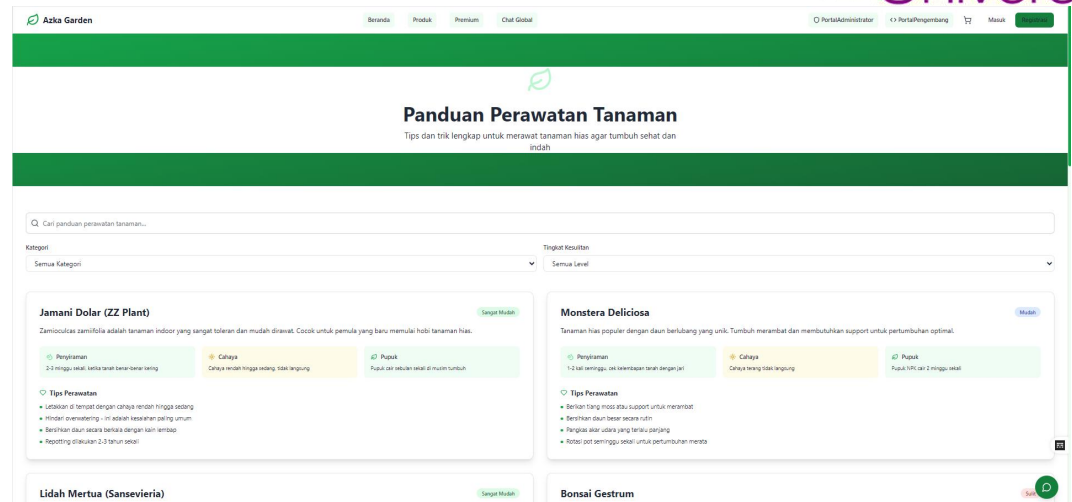 Azka Garden
Beranda Produk Premium Chat Global
PortalAdministrator PortalPengembang Masuk Registrasi
Panduan Perawatan Tanaman
Tips dan trik lengkap untuk merawat tanaman hias agar tumbuh sehat dan
indah
Cari panduan perawatan tanaman...
Kategori
Semua Kategori
Tingkat Kesulitan
Semua Level
Jamani Dolar (ZZ Plant)
Sangat Mudah
Zamioculcas zamiifolia adalah tanaman indoor yang sangat toleran dan mudah dirawat. Cocok untuk pemula yang baru memulai hobi tanaman hias.
Penyiraman
2-3 minggu sekali, ketika tanah benar-benar kering
Cahaya
Cahaya rendah hingga sedang, tidak langsung
Pupuk
Pupuk cair sebulan sekali di musim tumbuh
Tips Perawatan
Letakkan di tempat dengan cahaya rendah hingga sedang
Hindari overwatering - ini adalah kesalahan paling umum
Bersihkan daun secara berkala dengan kain lembap
Repotting dilakukan 2-3 tahun sekali
Monstera Deliciosa
Mudah
Tanaman hias populer dengan daun berlubang yang unik. Tumbuh merambat dan membutuhkan support untuk pertumbuhan optimal.
Penyiraman
1-2 kali seminggu, cek kelembapan tanah dengan jari
Cahaya
Cahaya terang tidak langsung
Pupuk
Pupuk NPK cair 2 minggu sekali
Tips Perawatan
Berikan tiang moss atau support untuk merambat
Bersihkan daun besar secara rutin
Pangkas akar udara yang terlalu panjang
Rotasi pot seminggu sekali untuk pertumbuhan merata
Lidah Mertua (Sansevieria)
Sangat Mudah
Bonsai Gestrum